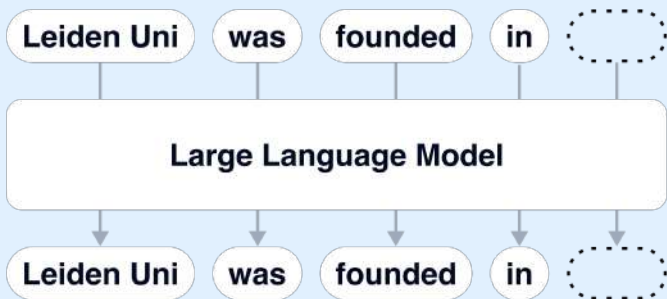 Leiden Uni was founded in
Large Language Model
Leiden Uni was founded in